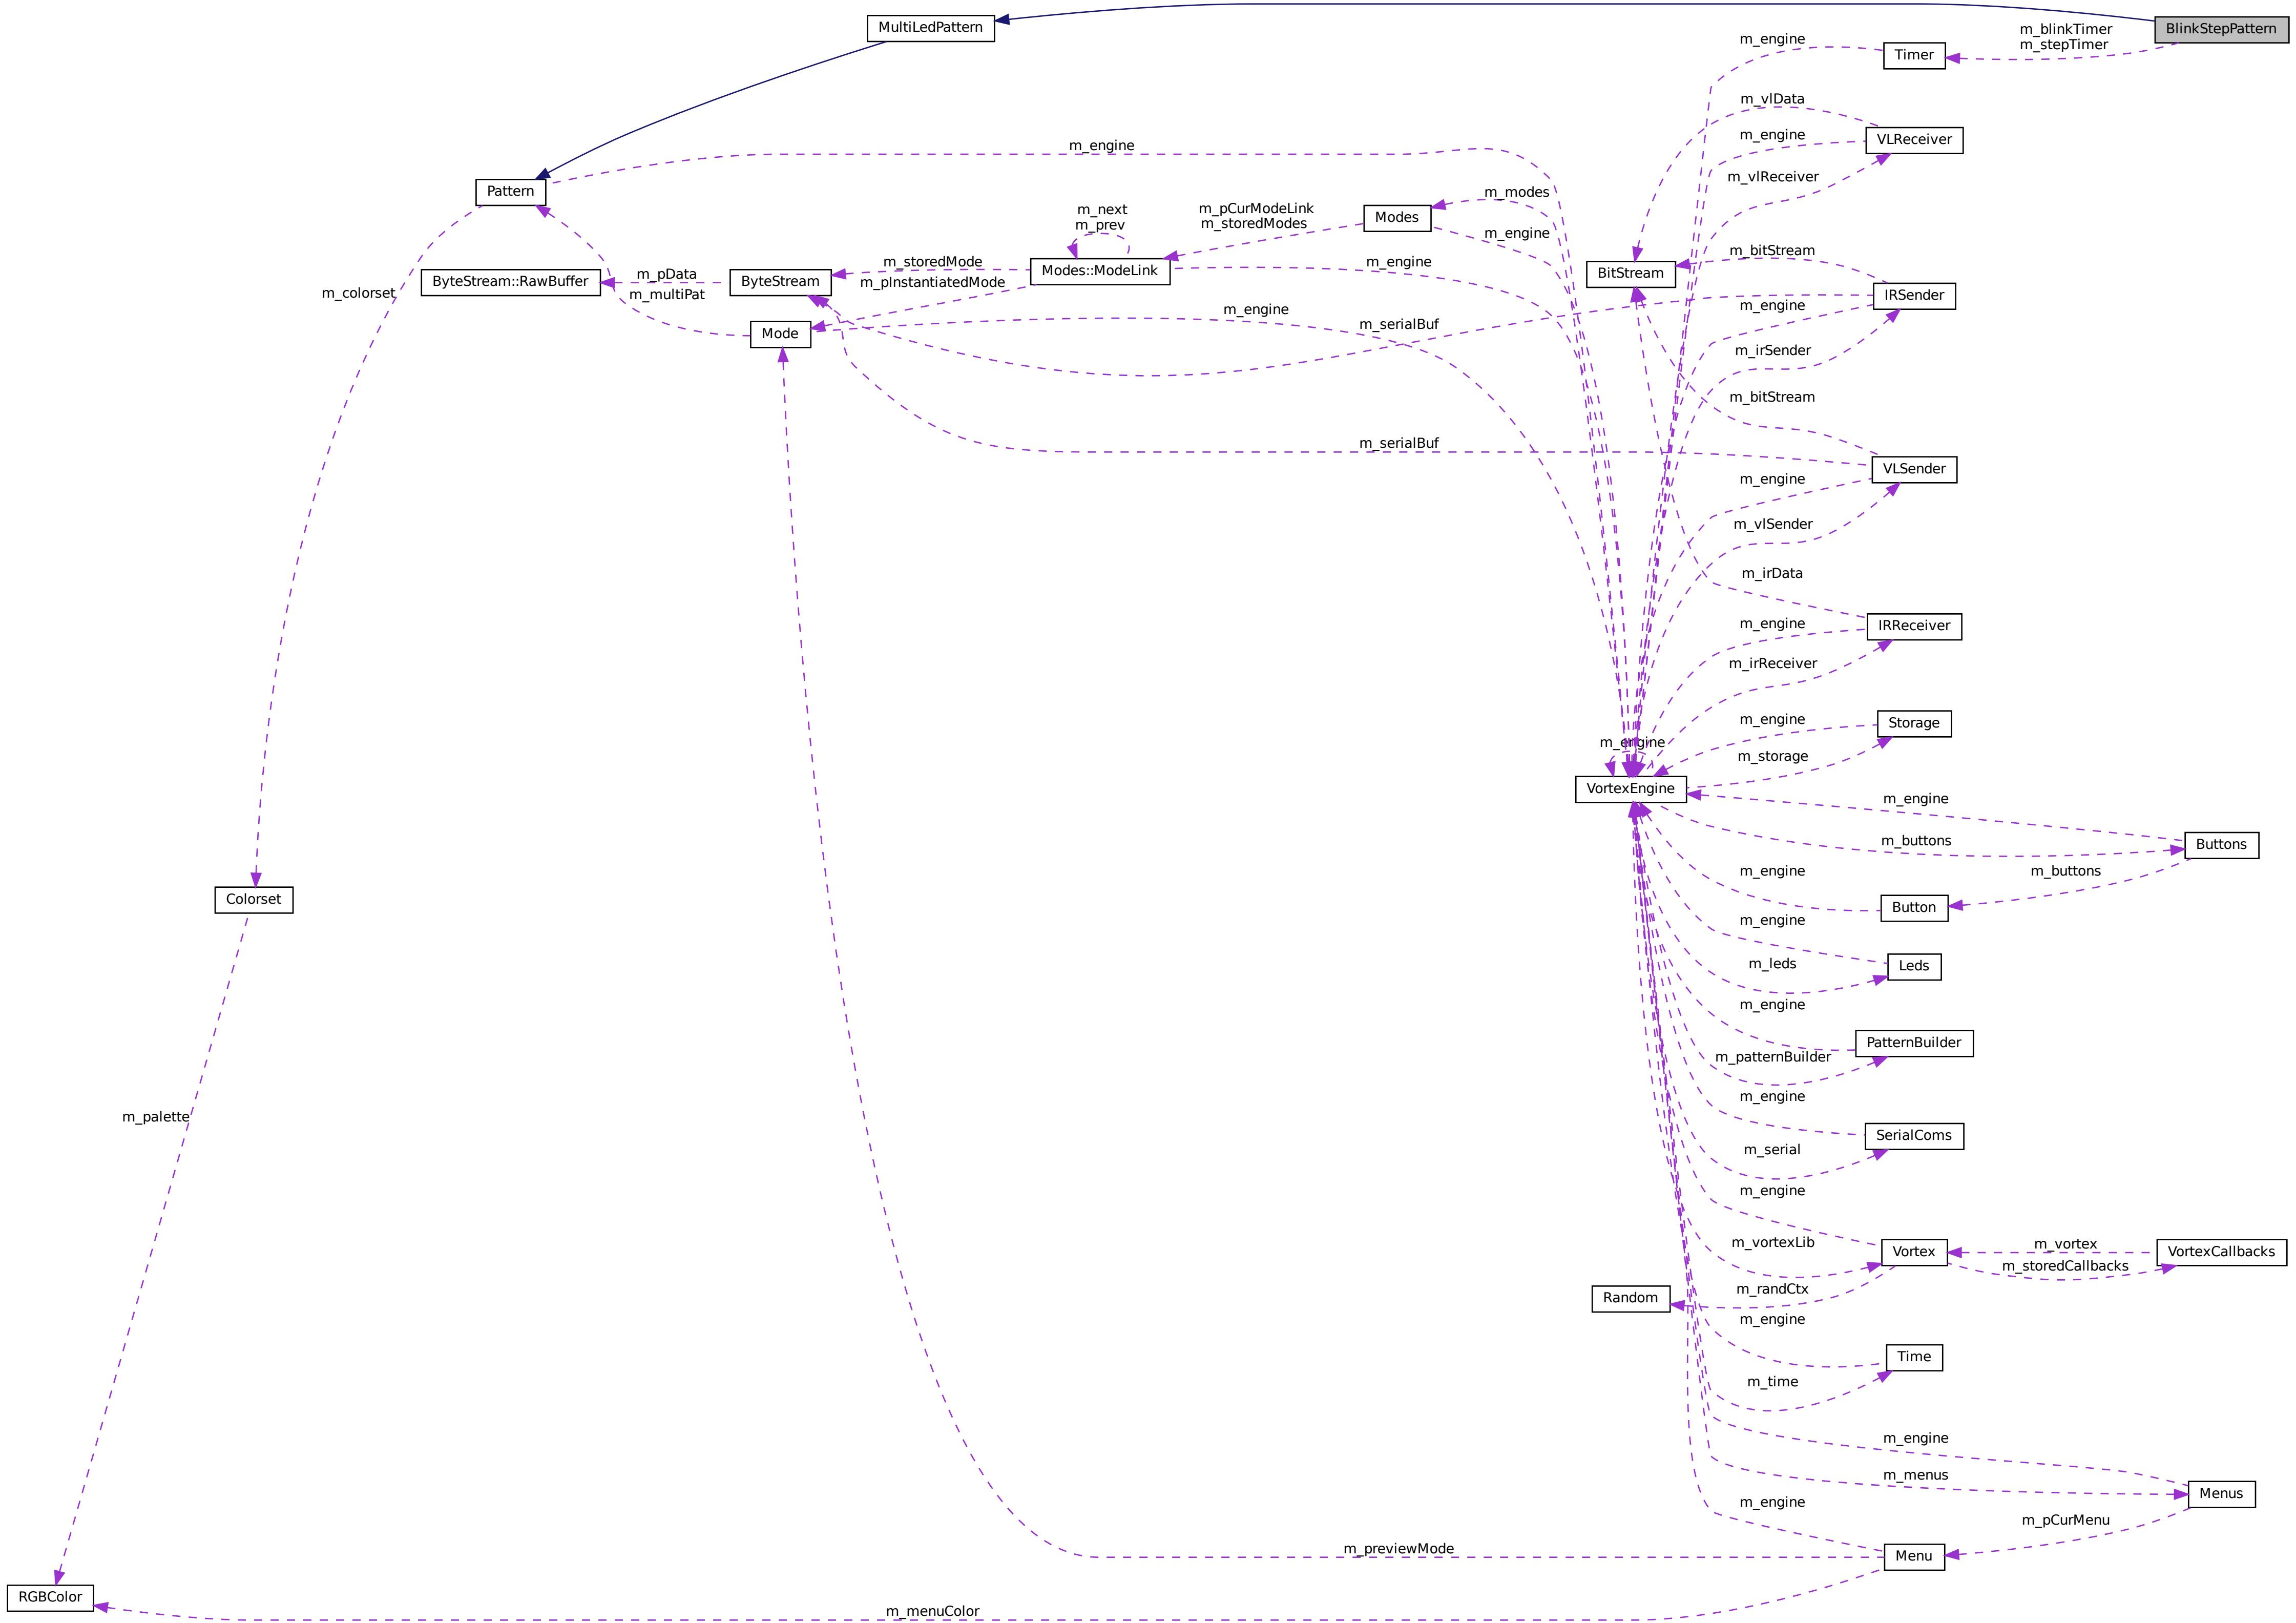 MultiLedPattern
BlinkStepPattern
m_blinkTimer
m_stepTimer
m_engine
Timer
m_vlData
m_engine
VLReceiver
m_vlReceiver
m_engine
Pattern
m_modes
Modes
m_engine
m_pCurModeLink
m_storedModes
m_next
m_prev
Modes::ModeLink
m_engine
m_storedMode
m_pInstantiatedMode
ByteStream::RawBuffer
m_pData
ByteStream
m_multiPat
Mode
m_engine
m_serialBuf
m_colorset
BitStream
m_bitStream
IRSender
m_engine
m_irSender
m_bitStream
m_serialBuf
VLSender
m_engine
m_vlSender
m_irData
IRReceiver
m_engine
m_irReceiver
m_engine
Storage
m_storage
m_engine
VortexEngine
m_engine
m_buttons
Buttons
m_buttons
m_engine
Button
Colorset
m_engine
Leds
m_leds
m_engine
PatternBuilder
m_patternBuilder
m_engine
m_palette
SerialComs
m_serial
m_engine
m_vortexLib
Vortex
m_vortex
VortexCallbacks
m_storedCallbacks
m_randCtx
Random
m_engine
Time
m_time
m_engine
m_menus
Menus
m_engine
m_pCurMenu
m_previewMode
Menu
RGBColor
m_menuColor